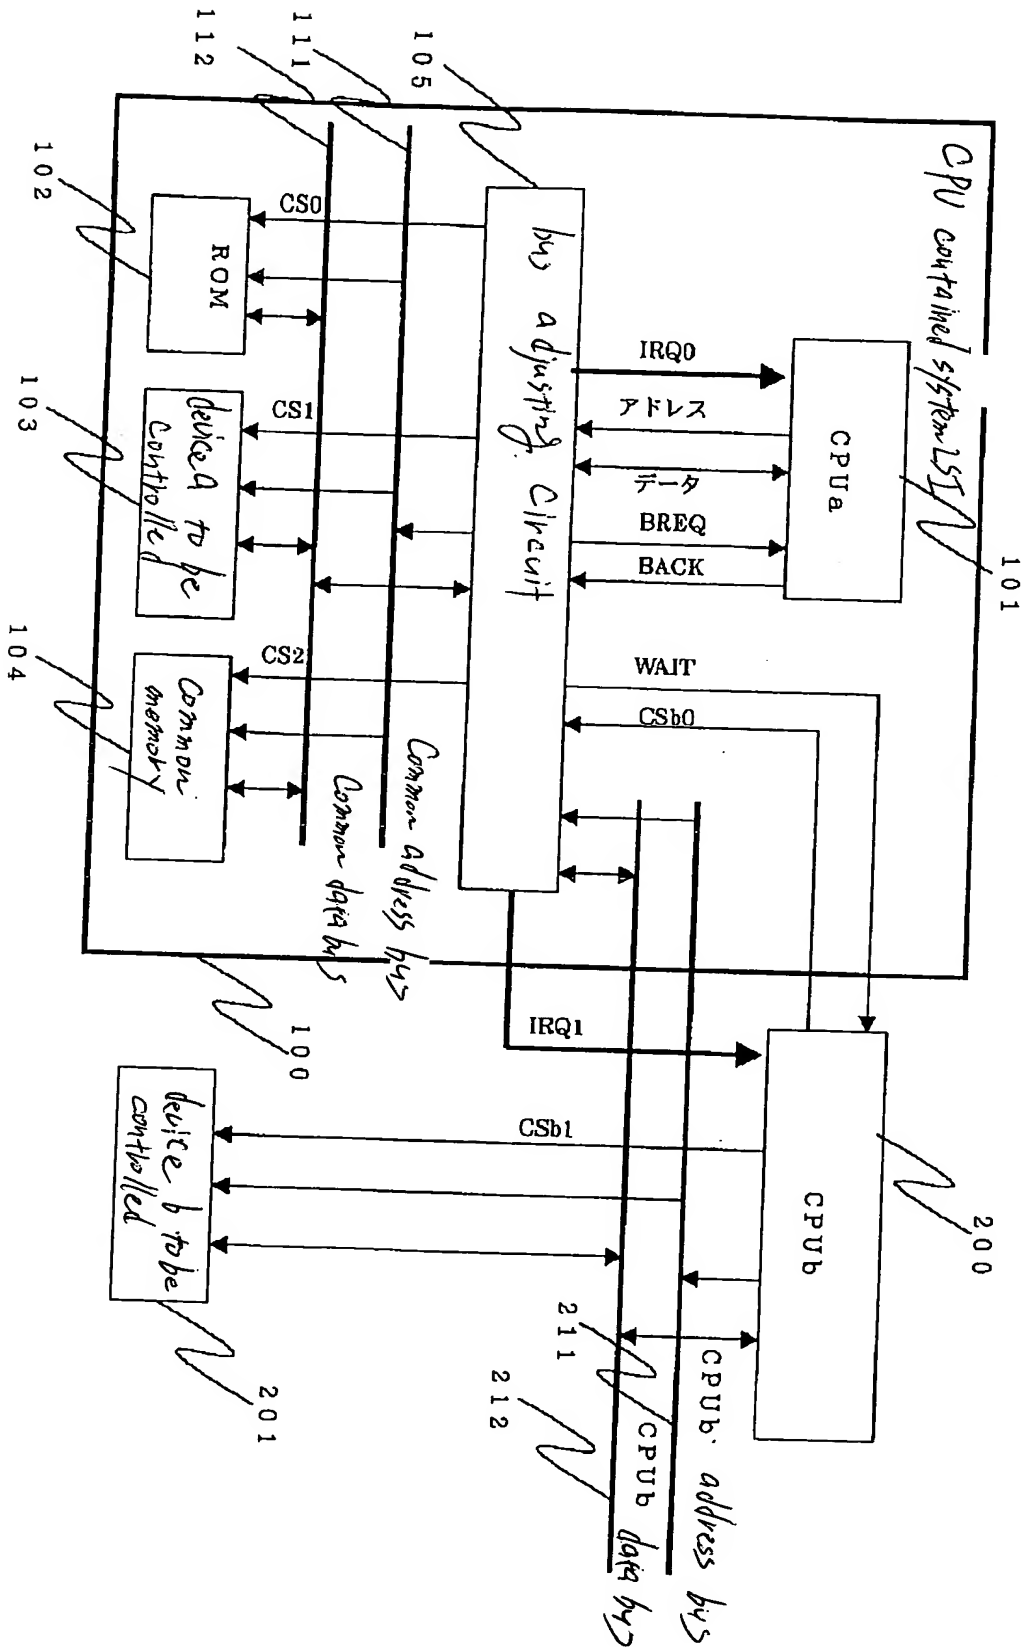 112
111
105
CPU contained system LSI
102
ROM
CS0
bus adjusting circuit
IRQ0
アドレス
データ
BREQ
BACK
CPUa
101
103
device a to be
controlled
CS1
104
Common
memory
CS2
Common address bus
Common data bus
WAIT
CSb0
100
IRQ1
CPUb
200
CSb1
device b to be
controlled
201
211
212
CPUb address bus
CPUb data bus